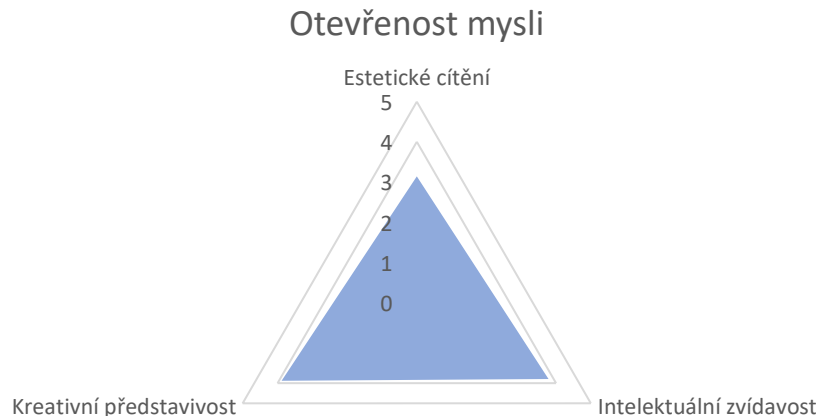 Otevřenost mysli
Estetické cítění
5
4
3
2
1
0
Kreativní představivost
Intelektuální zvídavost